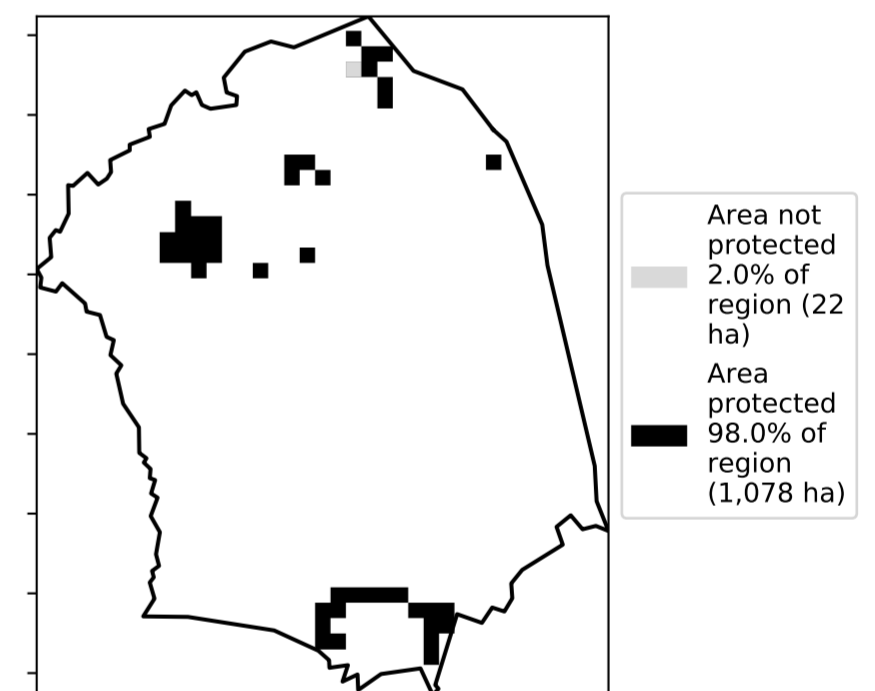 Area not
protected
2.0% of
region (22
ha)
Area
protected
98.0% of
region
(1,078 ha)